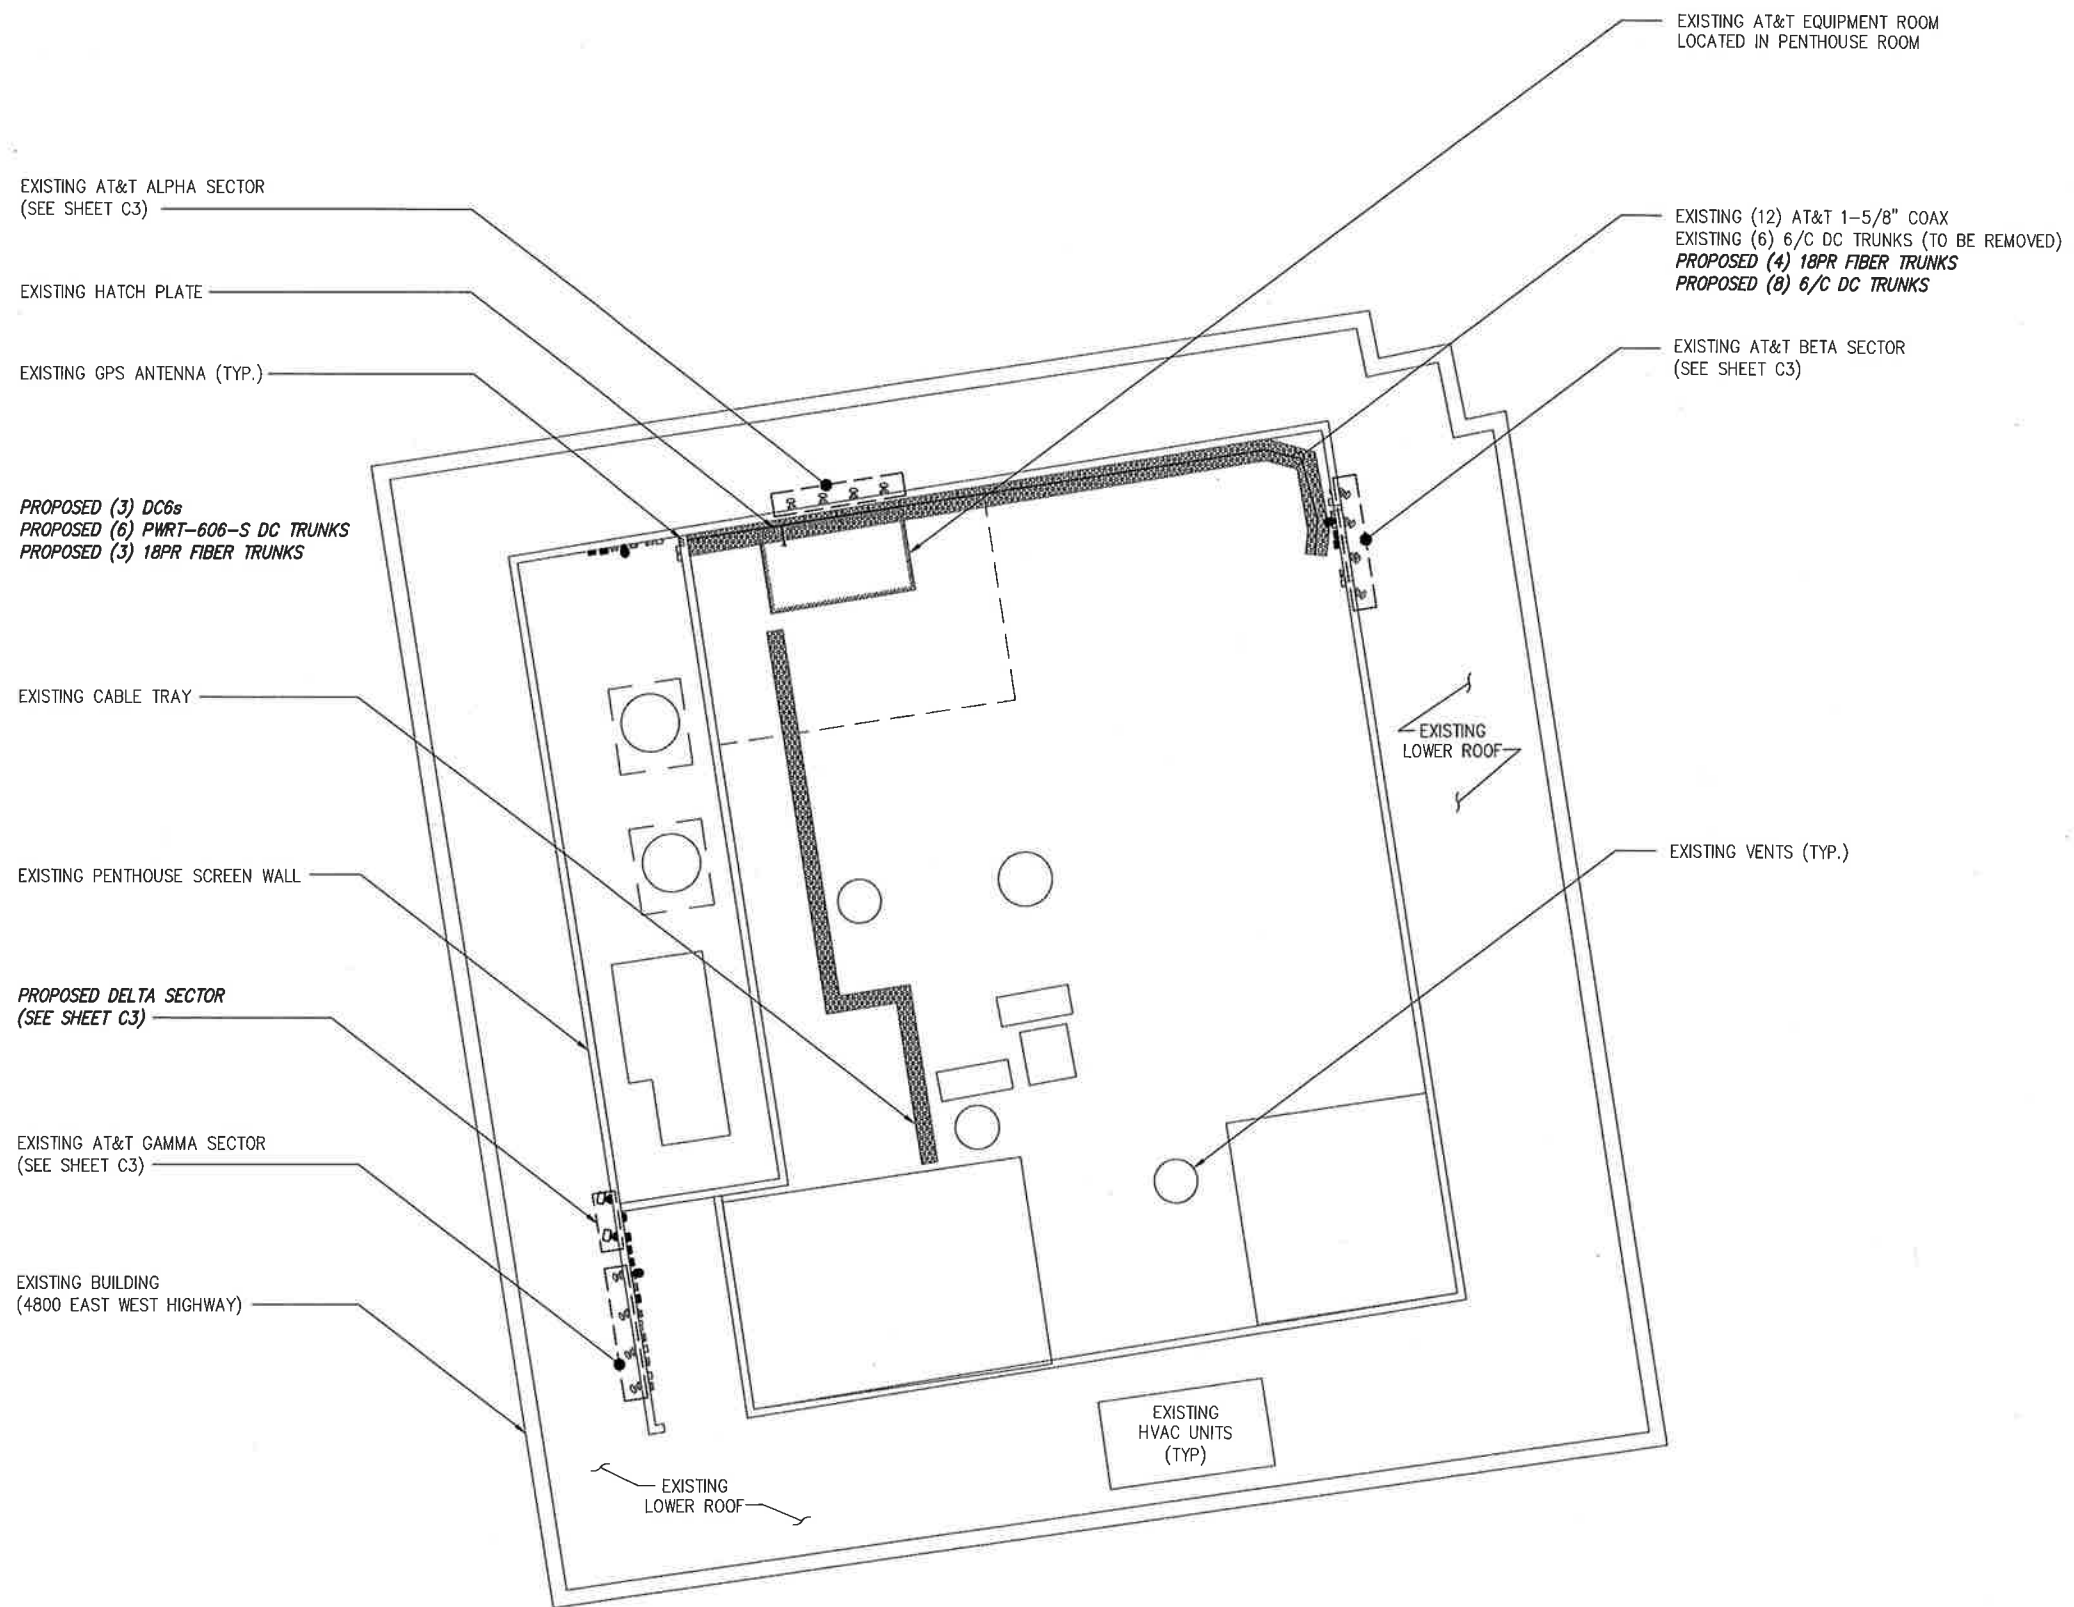 EXISTING AT&T EQUIPMENT ROOM
LOCATED IN PENTHOUSE ROOM
EXISTING AT&T ALPHA SECTOR
(SEE SHEET C3)
EXISTING (12) AT&T 1-5/8" COAX
EXISTING (6) 6/C DC TRUNKS (TO BE REMOVED)
PROPOSED (4) 18PR FIBER TRUNKS
PROPOSED (8) 6/C DC TRUNKS
EXISTING HATCH PLATE
EXISTING AT&T BETA SECTOR
(SEE SHEET C3)
EXISTING GPS ANTENNA (TYP.)
PROPOSED (3) DC6s
PROPOSED (6) PWRT-606-S DC TRUNKS
PROPOSED (3) 18PR FIBER TRUNKS
EXISTING CABLE TRAY
EXISTING
LOWER ROOF
EXISTING VENTS (TYP.)
EXISTING PENTHOUSE SCREEN WALL
PROPOSED DELTA SECTOR
(SEE SHEET C3)
EXISTING AT&T GAMMA SECTOR
(SEE SHEET C3)
EXISTING BUILDING
(4800 EAST WEST HIGHWAY)
EXISTING
HVAC UNITS
(TYP)
EXISTING
LOWER ROOF